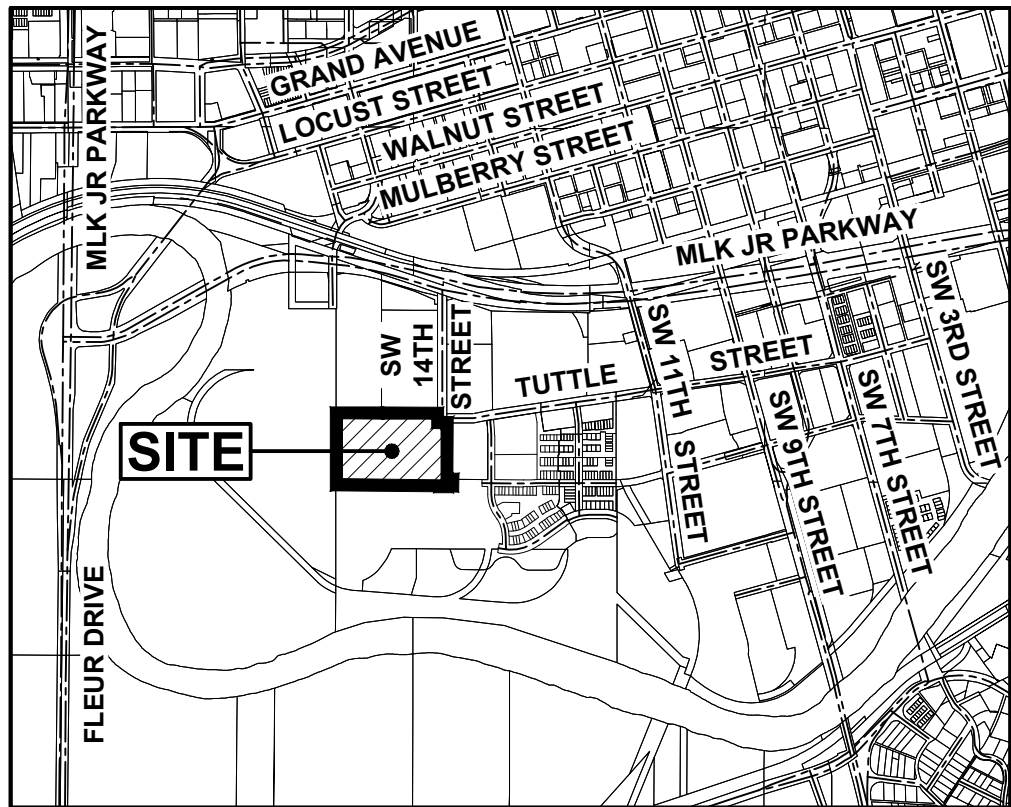 GRAND AVENUE
LOCUST STREET
WALNUT STREET
MULBERRY STREET
MLK JR PARKWAY
MLK JR PARKWAY
SW
14TH
STREET
TUTTLE
STREET
SW 11TH STREET
SW 9TH STREET
SW 7TH STREET
SW 3RD STREET
SITE
FLEUR DRIVE